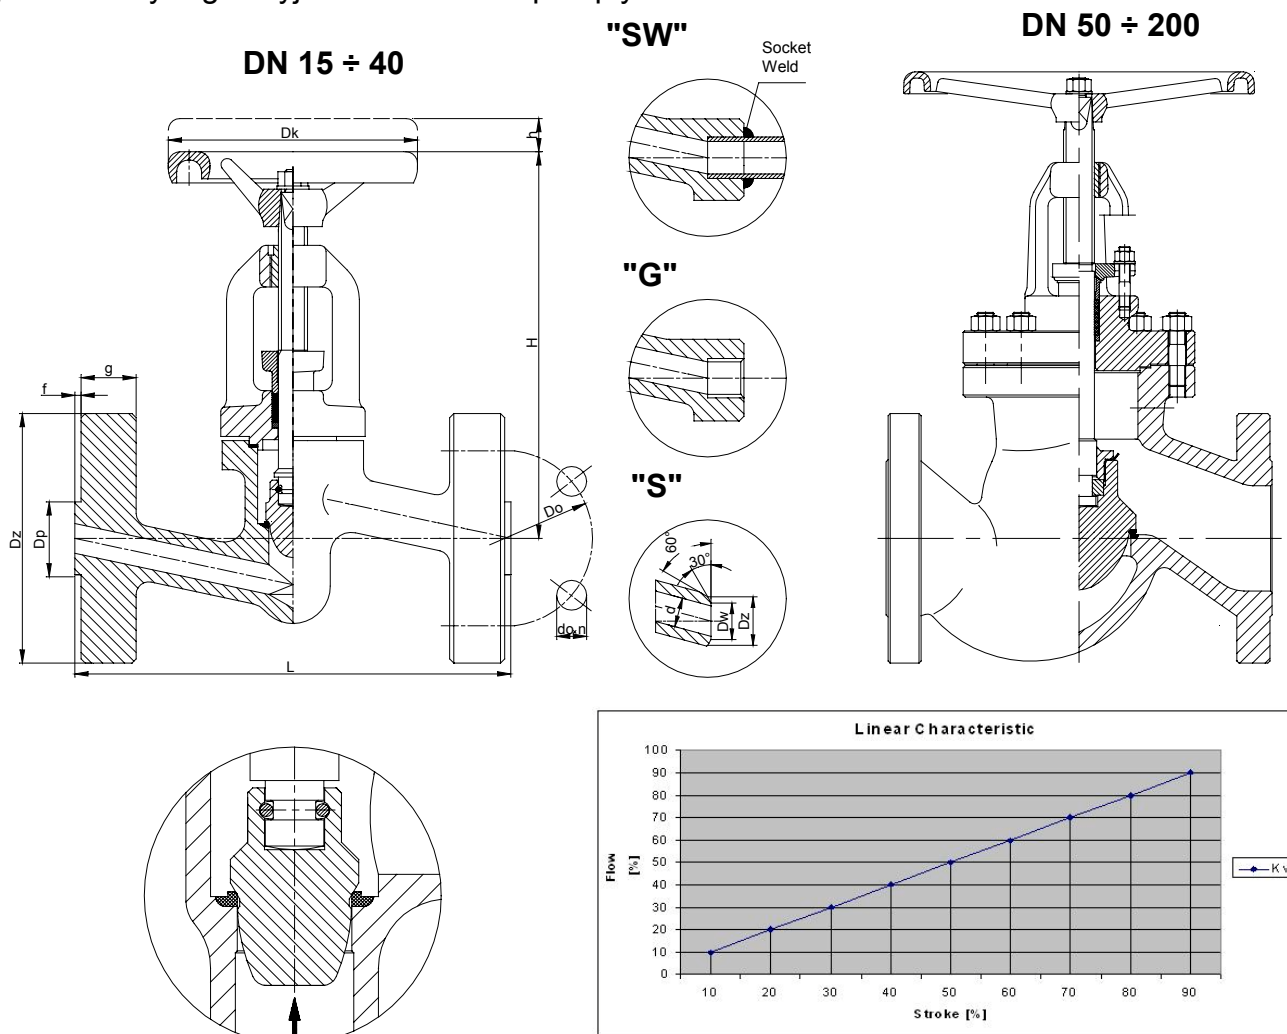 DN 15 ÷ 40
"SW"
Socket
Weld
DN 50 ÷ 200
Dk
h
H
"G"
g
f
Dz
Dp
Do
do,n
L
"S"
60°
30°
d
Dw
Dz
Linear Characteristic
100
90
80
70
60
50
40
30
20
10
0
Flow
[%]
10 20 30 40 50 60 70 80 90
Stroke [%]